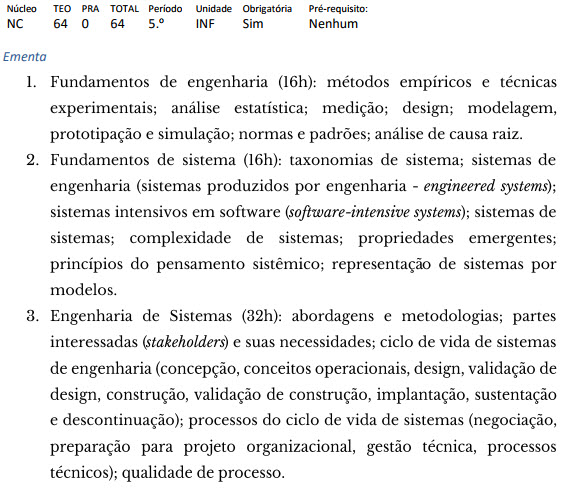 Núcleo TEO PRA TOTAL Período Unidade Obrigatória Pré-requisito:
NC 64 0 64 5.º INF Sim Nenhum
Ementa
1. Fundamentos de engenharia (16h): métodos empíricos e técnicas
experimentais; análise estatística; medição; design; modelagem,
prototipação e simulação; normas e padrões; análise de causa raiz.
2. Fundamentos de sistema (16h): taxonomias de sistema; sistemas de
engenharia (sistemas produzidos por engenharia - engineered systems);
sistemas intensivos em software (software-intensive systems); sistemas de
sistemas; complexidade de sistemas; propriedades emergentes;
princípios do pensamento sistêmico; representação de sistemas por
modelos.
3. Engenharia de Sistemas (32h): abordagens e metodologias; partes
interessadas (stakeholders) e suas necessidades; ciclo de vida de sistemas
de engenharia (concepção, conceitos operacionais, design, validação de
design, construção, validação de construção, implantação, sustentação
e descontinuação); processos do ciclo de vida de sistemas (negociação,
preparação para projeto organizacional, gestão técnica, processos
técnicos); qualidade de processo.